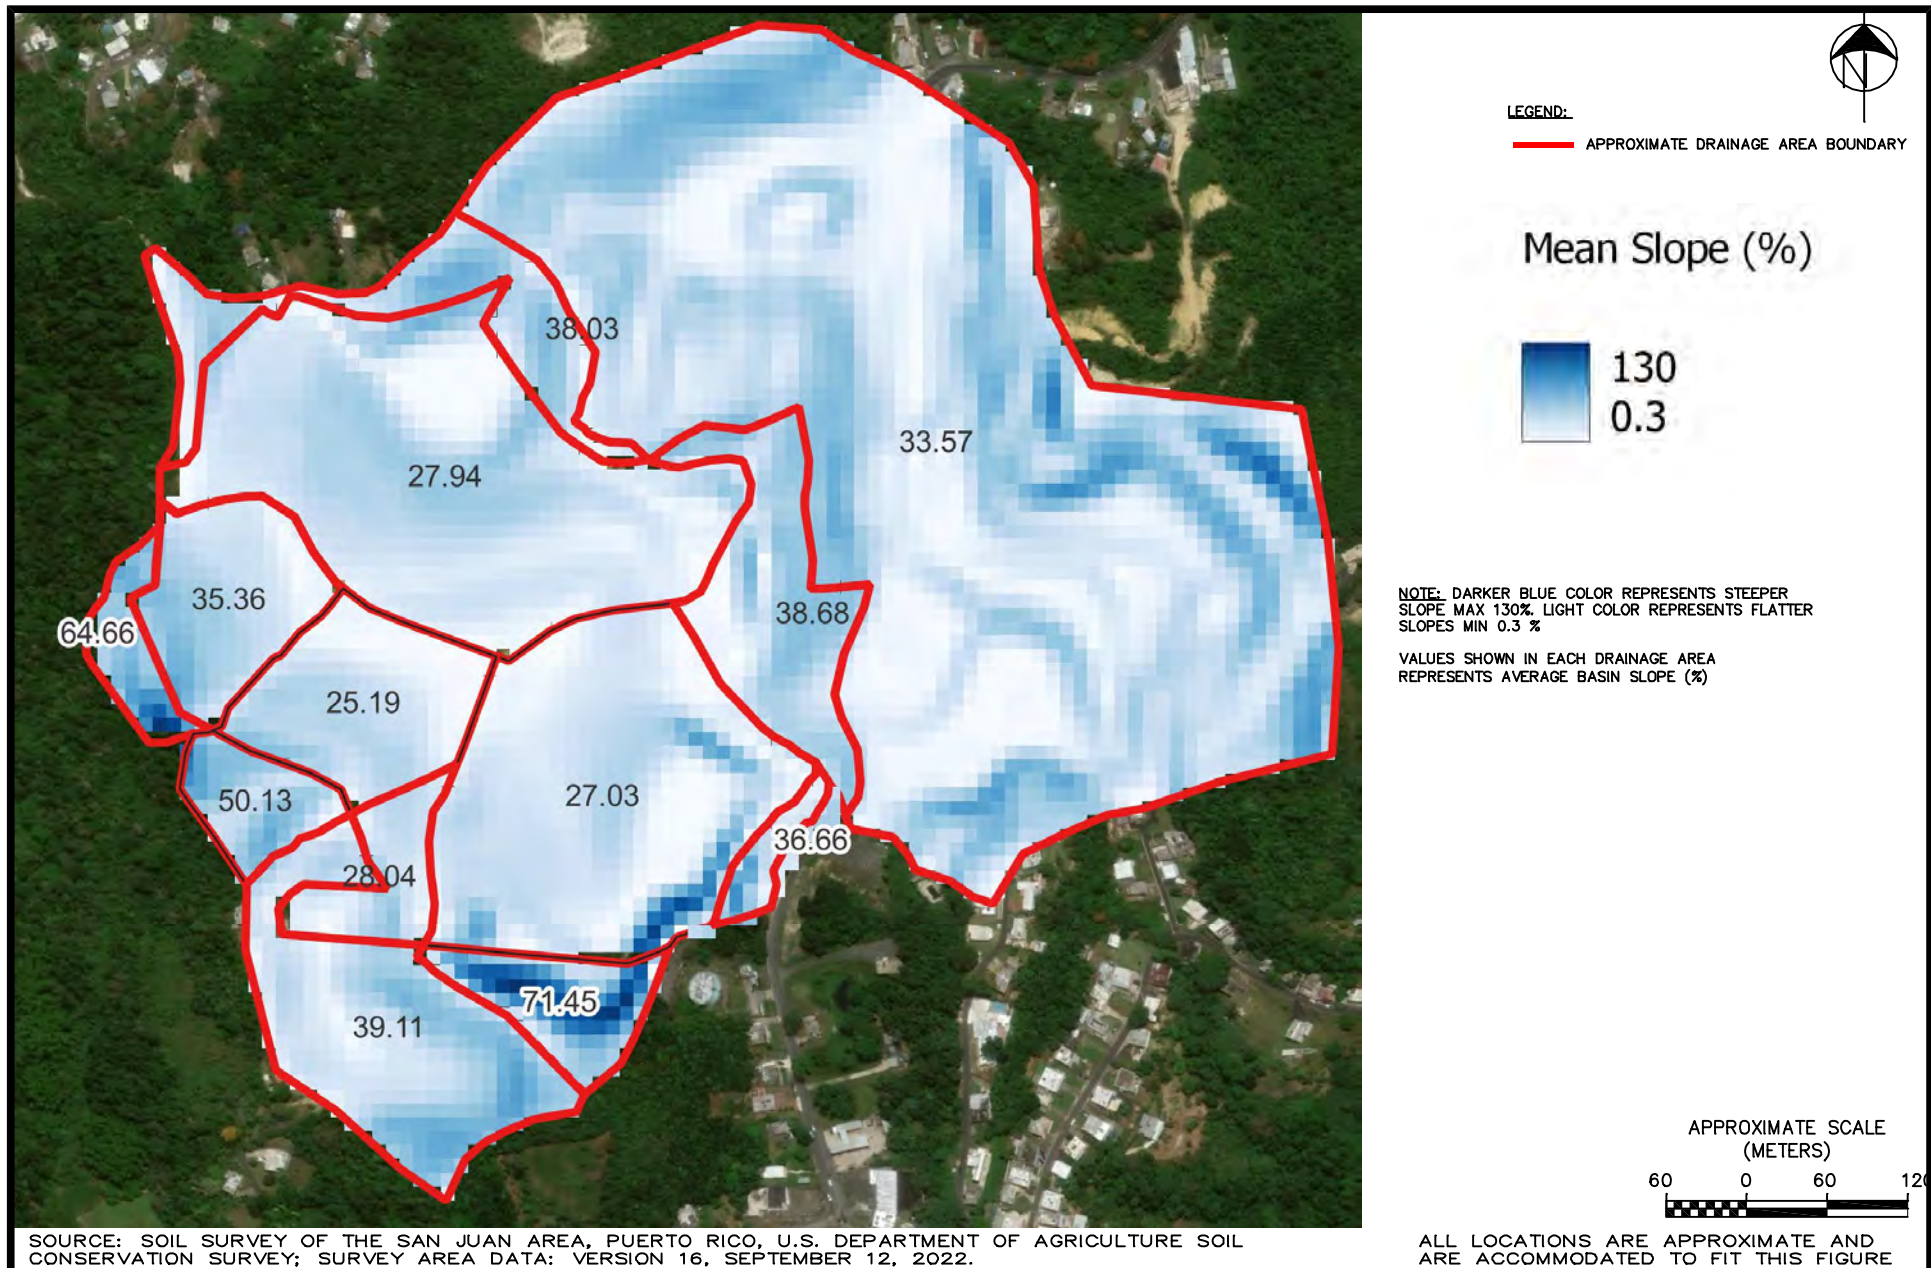 N
LEGEND:
APPROXIMATE DRAINAGE AREA BOUNDARY
Mean Slope (%)
130
0.3
38.03
33.57
27.94
35.36
38.68
64.66
25.19
27.03
50.13
36.66
28.04
71.45
39.11
NOTE: DARKER BLUE COLOR REPRESENTS STEEPER
SLOPE MAX 130%. LIGHT COLOR REPRESENTS FLATTER
SLOPES MIN 0.3 %
VALUES SHOWN IN EACH DRAINAGE AREA
REPRESENTS AVERAGE BASIN SLOPE (%)
APPROXIMATE SCALE
(METERS)
60 0 60 120
SOURCE: SOIL SURVEY OF THE SAN JUAN AREA, PUERTO RICO, U.S. DEPARTMENT OF AGRICULTURE SOIL
CONSERVATION SURVEY; SURVEY AREA DATA: VERSION 16, SEPTEMBER 12, 2022.
ALL LOCATIONS ARE APPROXIMATE AND
ARE ACCOMMODATED TO FIT THIS FIGURE